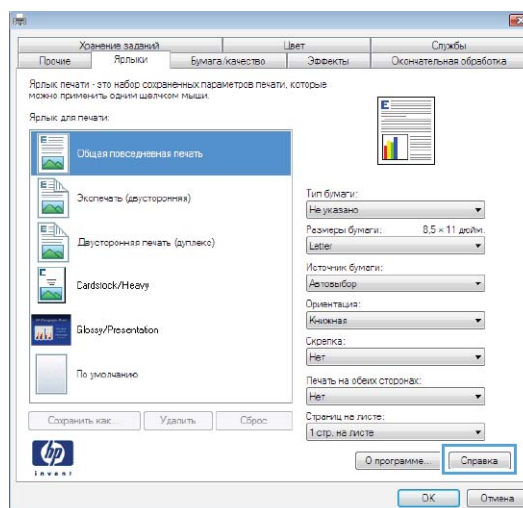 Хранение заданий
Цвет
Службы
Прочие
Ярлыки
Бумага/качество
Эффекты
Окончательная обработка
Ярлык печати - это набор сохраненных параметров печати, которые
можно применить одним щелчком мыши.
Ярлык для печати:
Общая повседневная печать
Экопечать (двусторонняя)
Двусторонняя печать (дуплекс)
Cardstock/Heavy
Glossy/Presentation
По умолчанию
Сохранить как...
Удалить
Сброс
Тип бумаги:
Не указано
Размеры бумаги: 8,5 × 11 дюйм.
Letter
Источник бумаги:
Автовыбор
Ориентация:
Книжная
Скрепка:
Нет
Печать на обеих сторонах:
Нет
Страниц на листе:
1 стр. на листе
hp
invent
О программе...
Справка
OK
Отмена